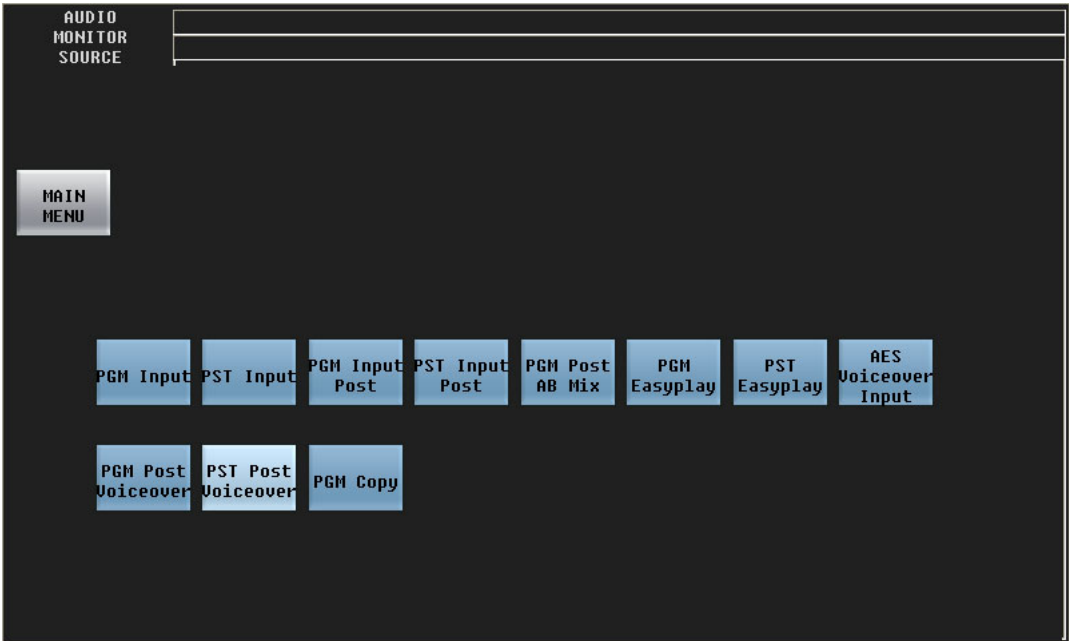 AUDIO
MONITOR
SOURCE
MAIN
MENU
PGM Input
PST Input
PGM Input
Post
PST Input
Post
PGM Post
AB Mix
PGM
Easyplay
PST
Easyplay
AES
Voiceover
Input
PGM Post
Voiceover
PST Post
Voiceover
PGM Copy